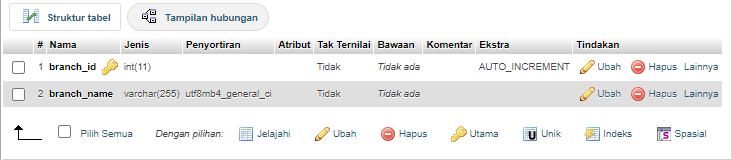 Struktur tabel Tampilan hubungan
# Nama Jenis Penyortiran Atribut Tak Ternilai Bawaan Komentar Ekstra Tindakan
1 branch_id int(11) Tidak Tidak ada AUTO_INCREMENT Ubah Hapus Lainnya
2 branch_name varchar(255) utf8mb4_general_ci Tidak Tidak ada Ubah Hapus Lainnya
Pilih Semua Dengan pilihan: Jelajahi Ubah Hapus Utama Unik Indeks Spasial